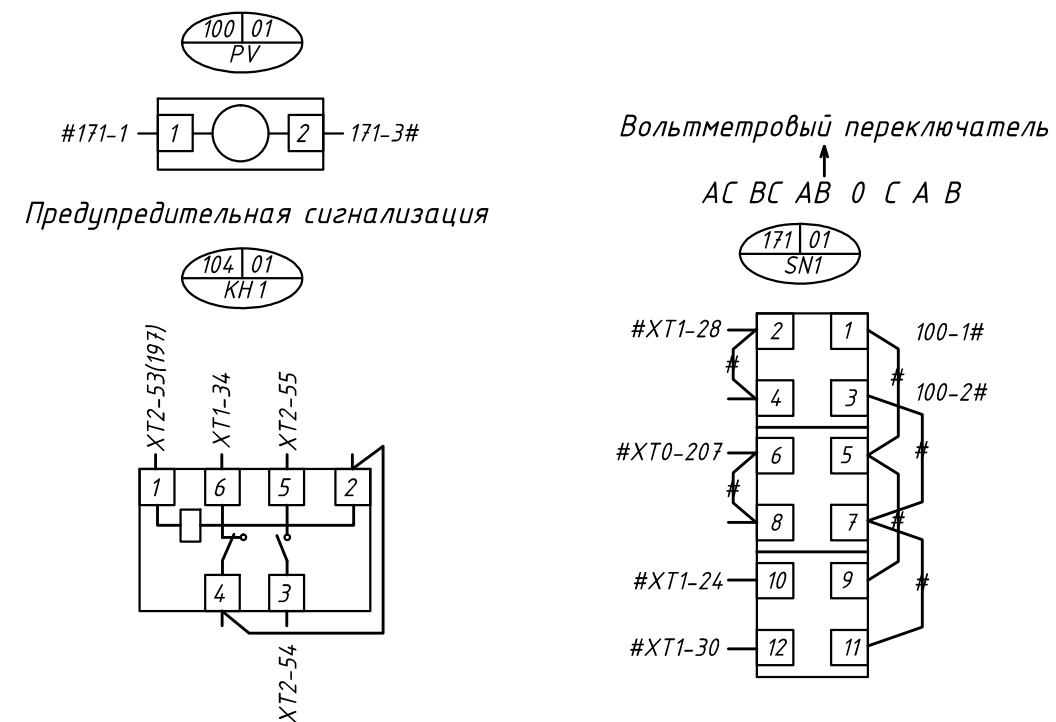 100 01
PV
#171-1 1 2 171-3#
Предупредительная сигнализация
104 01
KH1
XT2-53(197)
XT1-34
XT2-55
1 6 5 2
4 3
XT2-54
Вольтметровый переключатель
AC BC AB 0 C A B
171 01
SN1
#XT1-28 2 1 100-1#
# #
4 3 100-2#
#XT0-207 6 5 #
#
8 7 #
#XT1-24 10 9 #
#XT1-30 12 11